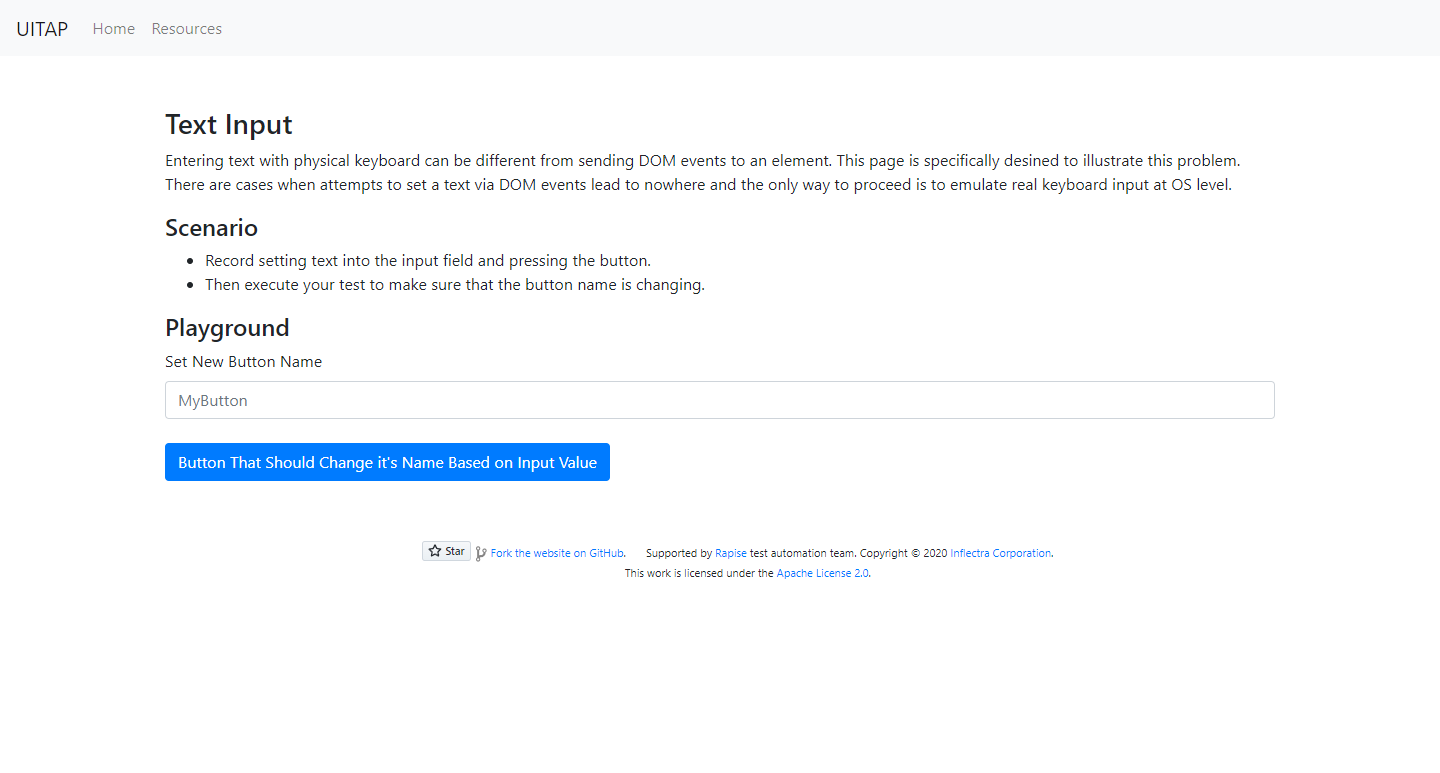 UITAP Home Resources
Text Input
Entering text with physical keyboard can be different from sending DOM events to an element. This page is specifically desined to illustrate this problem.
There are cases when attempts to set a text via DOM events lead to nowhere and the only way to proceed is to emulate real keyboard input at OS level.
Scenario
Record setting text into the input field and pressing the button.
Then execute your test to make sure that the button name is changing.
Playground
Set New Button Name
MyButton
Button That Should Change it's Name Based on Input Value
Star Fork the website on GitHub. Supported by Rapise test automation team. Copyright © 2020 Inflectra Corporation.
This work is licensed under the Apache License 2.0.